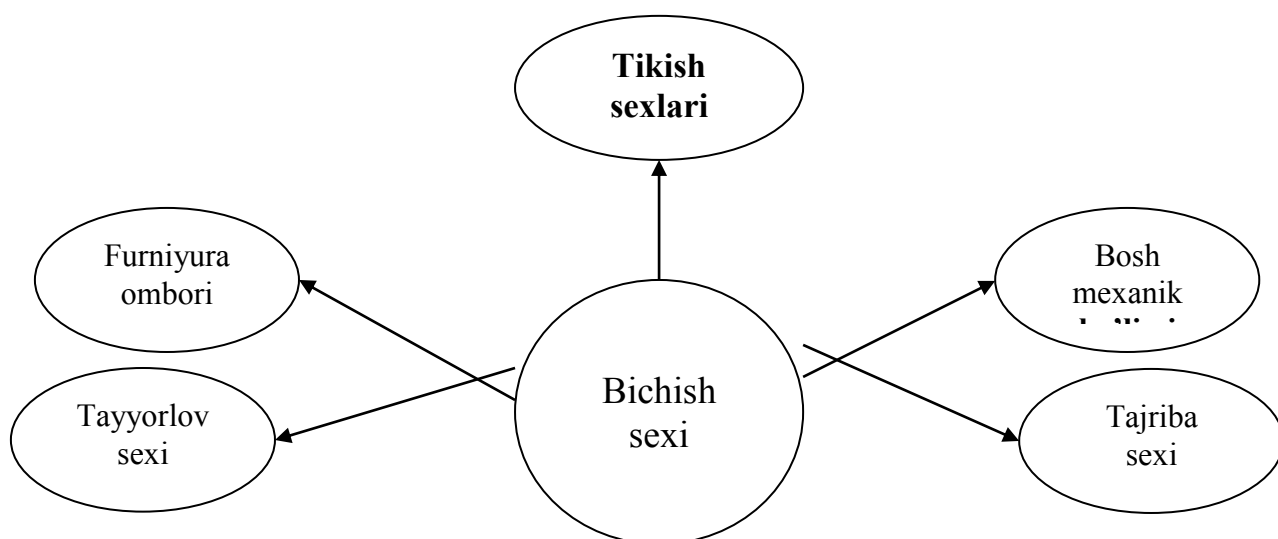 Tikish
sexlari
Furniyura
ombori
Bosh
mexanik
Bichish
sexi
Tayyorlov
sexi
Tajriba
sexi